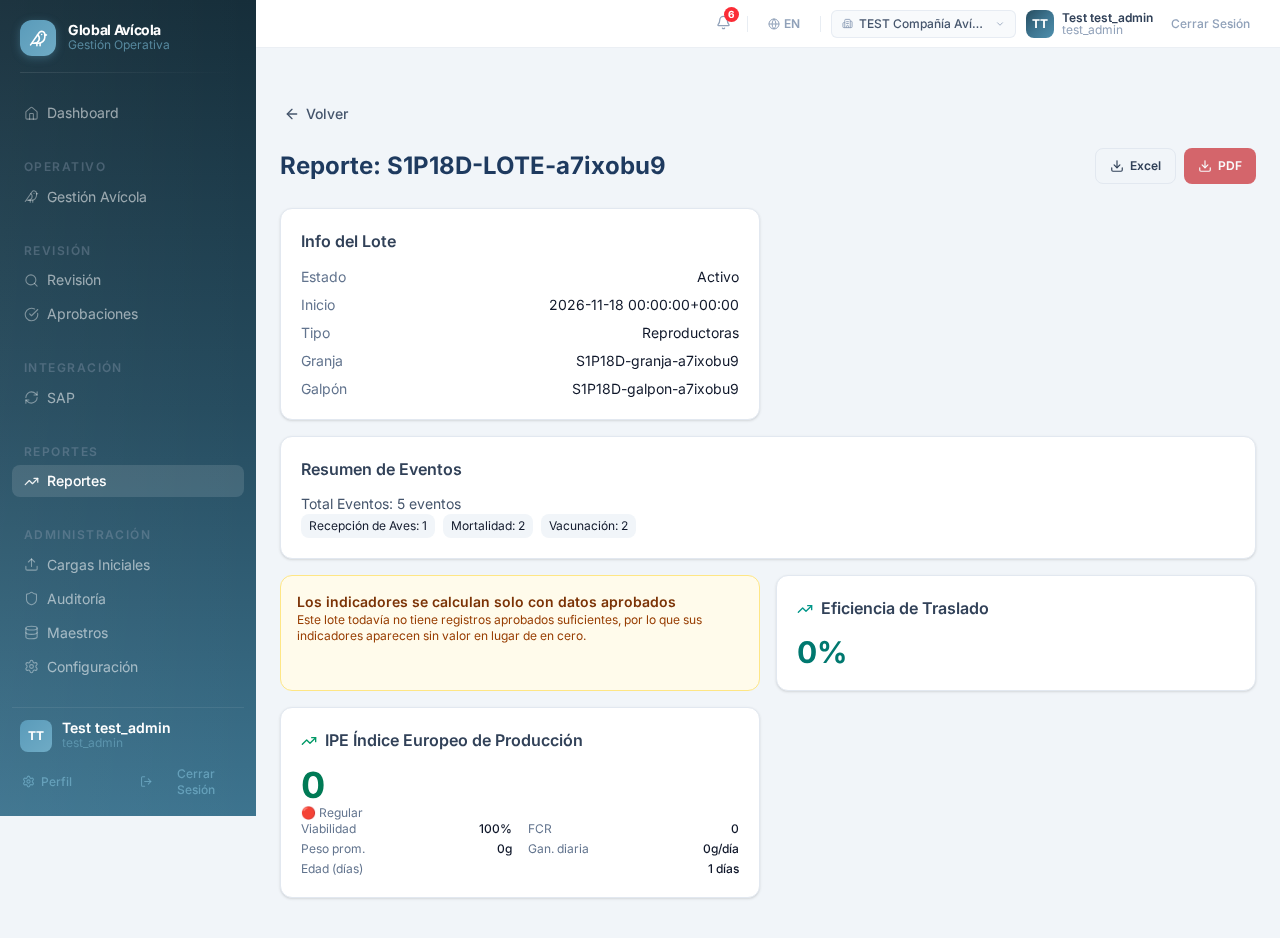 Global Avícola
Gestión Operativa
6
EN
TEST Compañía Aví...
TT
Test test_admin
test_admin
Cerrar Sesión
Dashboard
OPERATIVO
Gestión Avícola
REVISIÓN
Revisión
Aprobaciones
INTEGRACIÓN
SAP
REPORTES
Reportes
ADMINISTRACIÓN
Cargas Iniciales
Auditoría
Maestros
Configuración
TT
Test test_admin
test_admin
Perfil
Cerrar
Sesión
Volver
Reporte: S1P18D-LOTE-a7ixobu9
Excel
PDF
Info del Lote
Estado Activo
Inicio 2026-11-18 00:00:00+00:00
Tipo Reproductoras
Granja S1P18D-granja-a7ixobu9
Galpón S1P18D-galpon-a7ixobu9
Resumen de Eventos
Total Eventos: 5 eventos
Recepción de Aves: 1 Mortalidad: 2 Vacunación: 2
Los indicadores se calculan solo con datos aprobados
Este lote todavía no tiene registros aprobados suficientes, por lo que sus
indicadores aparecen sin valor en lugar de en cero.
Eficiencia de Traslado
0%
IPE Índice Europeo de Producción
0
Regular
Viabilidad 100% FCR 0
Peso prom. 0g Gan. diaria 0g/día
Edad (días) 1 días